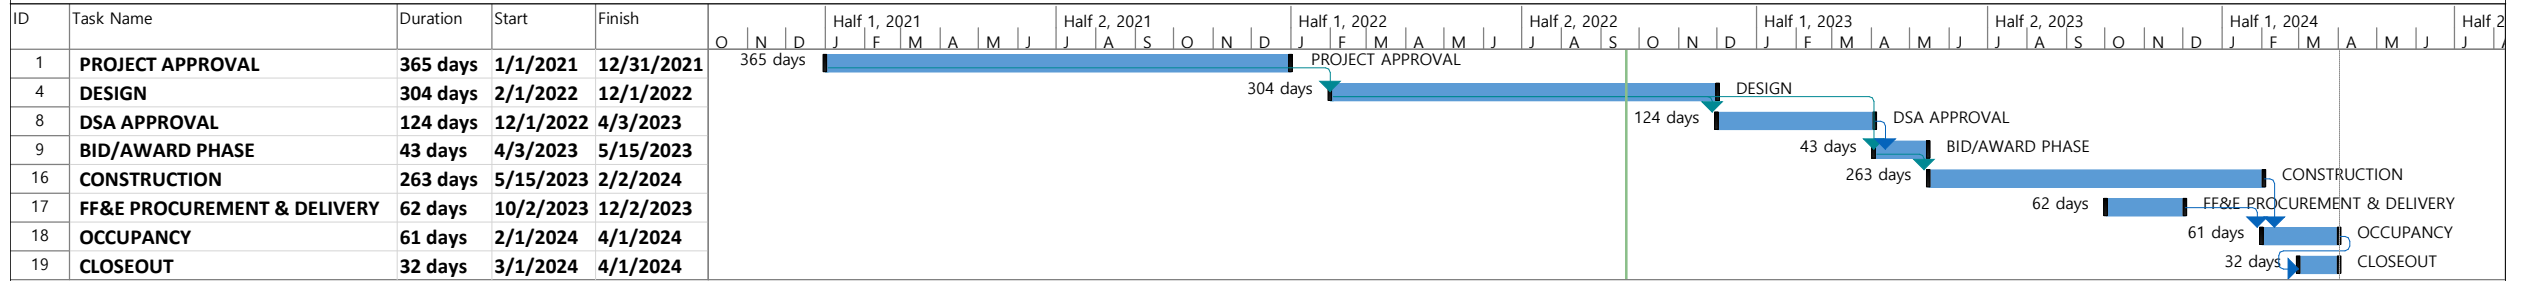 ID Task Name Duration Start Finish Half 1, 2021 Half 2, 2021 Half 1, 2022 Half 2, 2022 Half 1, 2023 Half 2, 2023 Half 1, 2024 Half 2
O N D J F M A M J J A S O N D J F M A M J J A S O N D J F M A M J J A S O N D J F M A M J J A
1 PROJECT APPROVAL 365 days 1/1/2021 12/31/2021 365 days PROJECT APPROVAL
4 DESIGN 304 days 2/1/2022 12/1/2022 304 days DESIGN
8 DSA APPROVAL 124 days 12/1/2022 4/3/2023 124 days DSA APPROVAL
9 BID/AWARD PHASE 43 days 4/3/2023 5/15/2023 43 days BID/AWARD PHASE
16 CONSTRUCTION 263 days 5/15/2023 2/2/2024 263 days CONSTRUCTION
17 FF&E PROCUREMENT & DELIVERY 62 days 10/2/2023 12/2/2023 62 days FF&E PROCUREMENT & DELIVERY
18 OCCUPANCY 61 days 2/1/2024 4/1/2024 61 days OCCUPANCY
19 CLOSEOUT 32 days 3/1/2024 4/1/2024 32 days CLOSEOUT